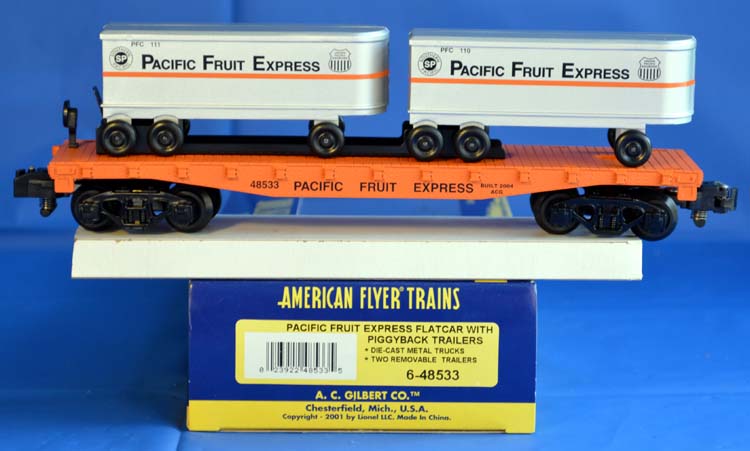 PFC 111
SP
PACIFIC FRUIT EXPRESS
PFC 110
SP
PACIFIC FRUIT EXPRESS
48533 PACIFIC FRUIT EXPRESS BUILT 2004
ACG
AMERICAN FLYER® TRAINS
PACIFIC FRUIT EXPRESS FLATCAR WITH
PIGGYBACK TRAILERS
• DIE-CAST METAL TRUCKS
• TWO REMOVABLE TRAILERS
0 23922 48533 5
6-48533
A. C. GILBERT CO.™
Chesterfield, Mich., U.S.A.
Copyright - 2001 by Lionel LLC. Made In China.